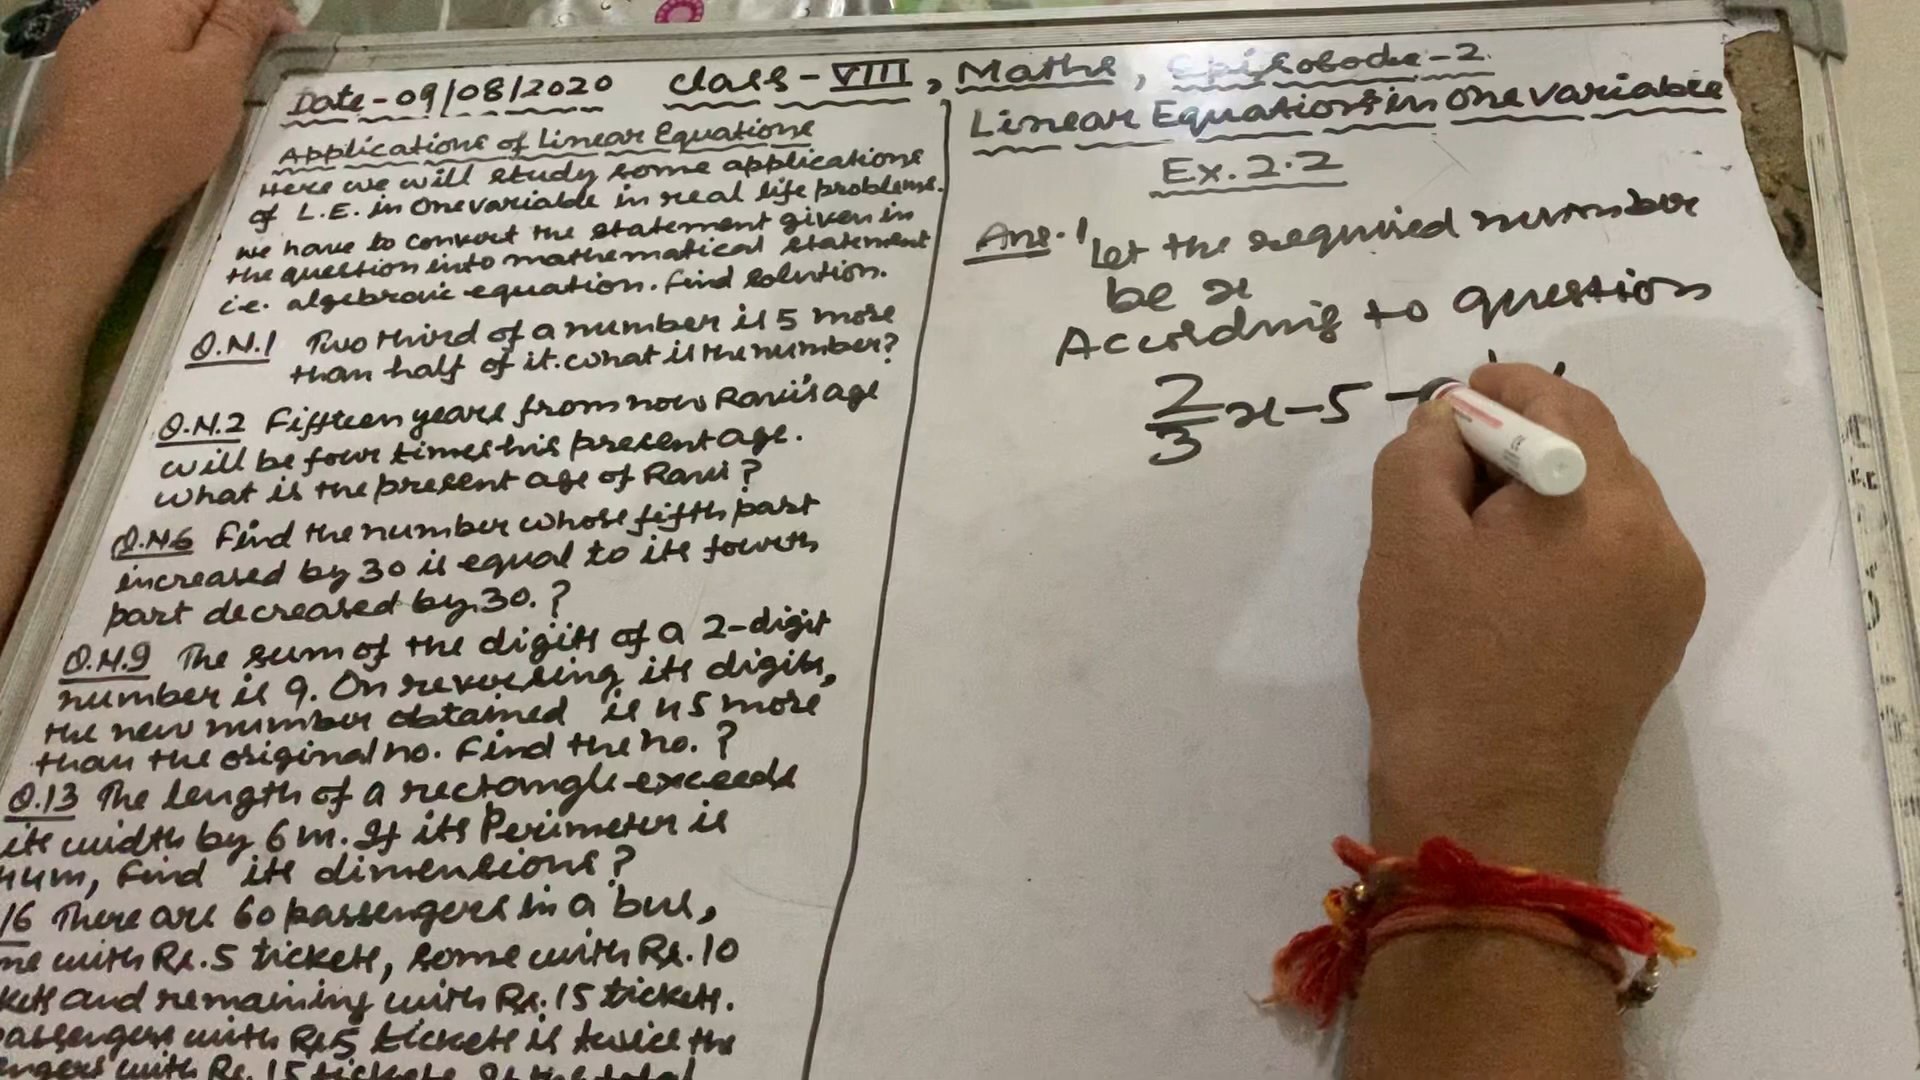 Date-09/08/2020 Class-VIII, Maths, Episobode-2
Linear Equations in One variable
Applications of Linear Equations
Here we will study some applications
of L.E. in One variable in real life problems.
we have to convert the statement given in
the question into mathematical statement
i.e. algebraic equation. Find solution.
Q.N.1 Two third of a number is 5 more
than half of it. What is the number?
Q.N.2 Fifteen years from now Ravi's age
will be four times his present age.
What is the present age of Ravi?
Q.N.6 Find the number whose fifth part
increased by 30 is equal to its fourth
part decreased by 30.?
Q.N.9 The sum of the digits of a 2-digit
number is 9. On reversing its digits,
the new number obtained is 45 more
than the original no. Find the no.?
Q.13 The length of a rectangle exceeds
its width by 6m. If its Perimeter is
m, Find its dimensions?
16 There are 60 passengers in a bus,
with Rs.5 tickets, some with Rs.10
and remaining with Rs.15 tickets.
with Rs5 tickets is twice the
with Rs.15 tickets. If the total
Ex. 2.2
Ans.1 Let the required number
be x
According to question
2/3 x - 5